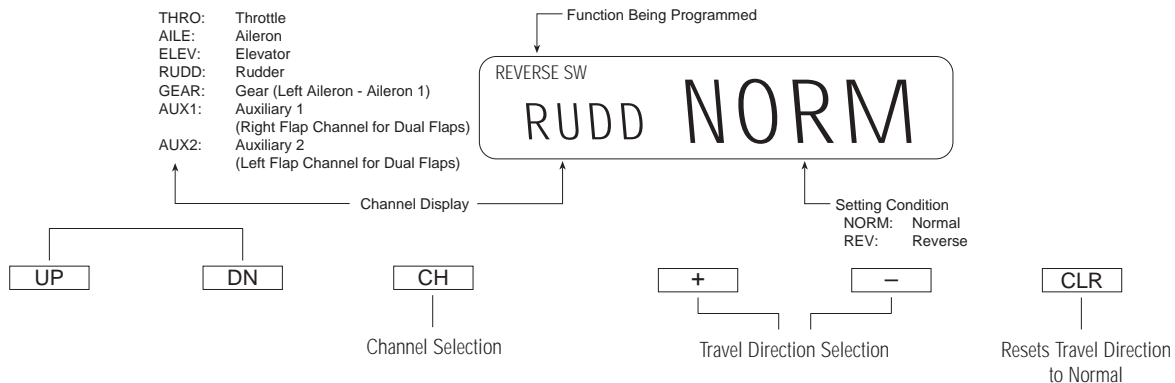 THRO: Throttle
AILE: Aileron
ELEV: Elevator
RUDD: Rudder
GEAR: Gear (Left Aileron - Aileron 1)
AUX1: Auxiliary 1
(Right Flap Channel for Dual Flaps)
AUX2: Auxiliary 2
(Left Flap Channel for Dual Flaps)
Function Being Programmed
REVERSE SW
RUDD NORM
Channel Display
Setting Condition
NORM: Normal
REV: Reverse
UP DN CH + – CLR
Channel Selection
Travel Direction Selection
Resets Travel Direction
to Normal